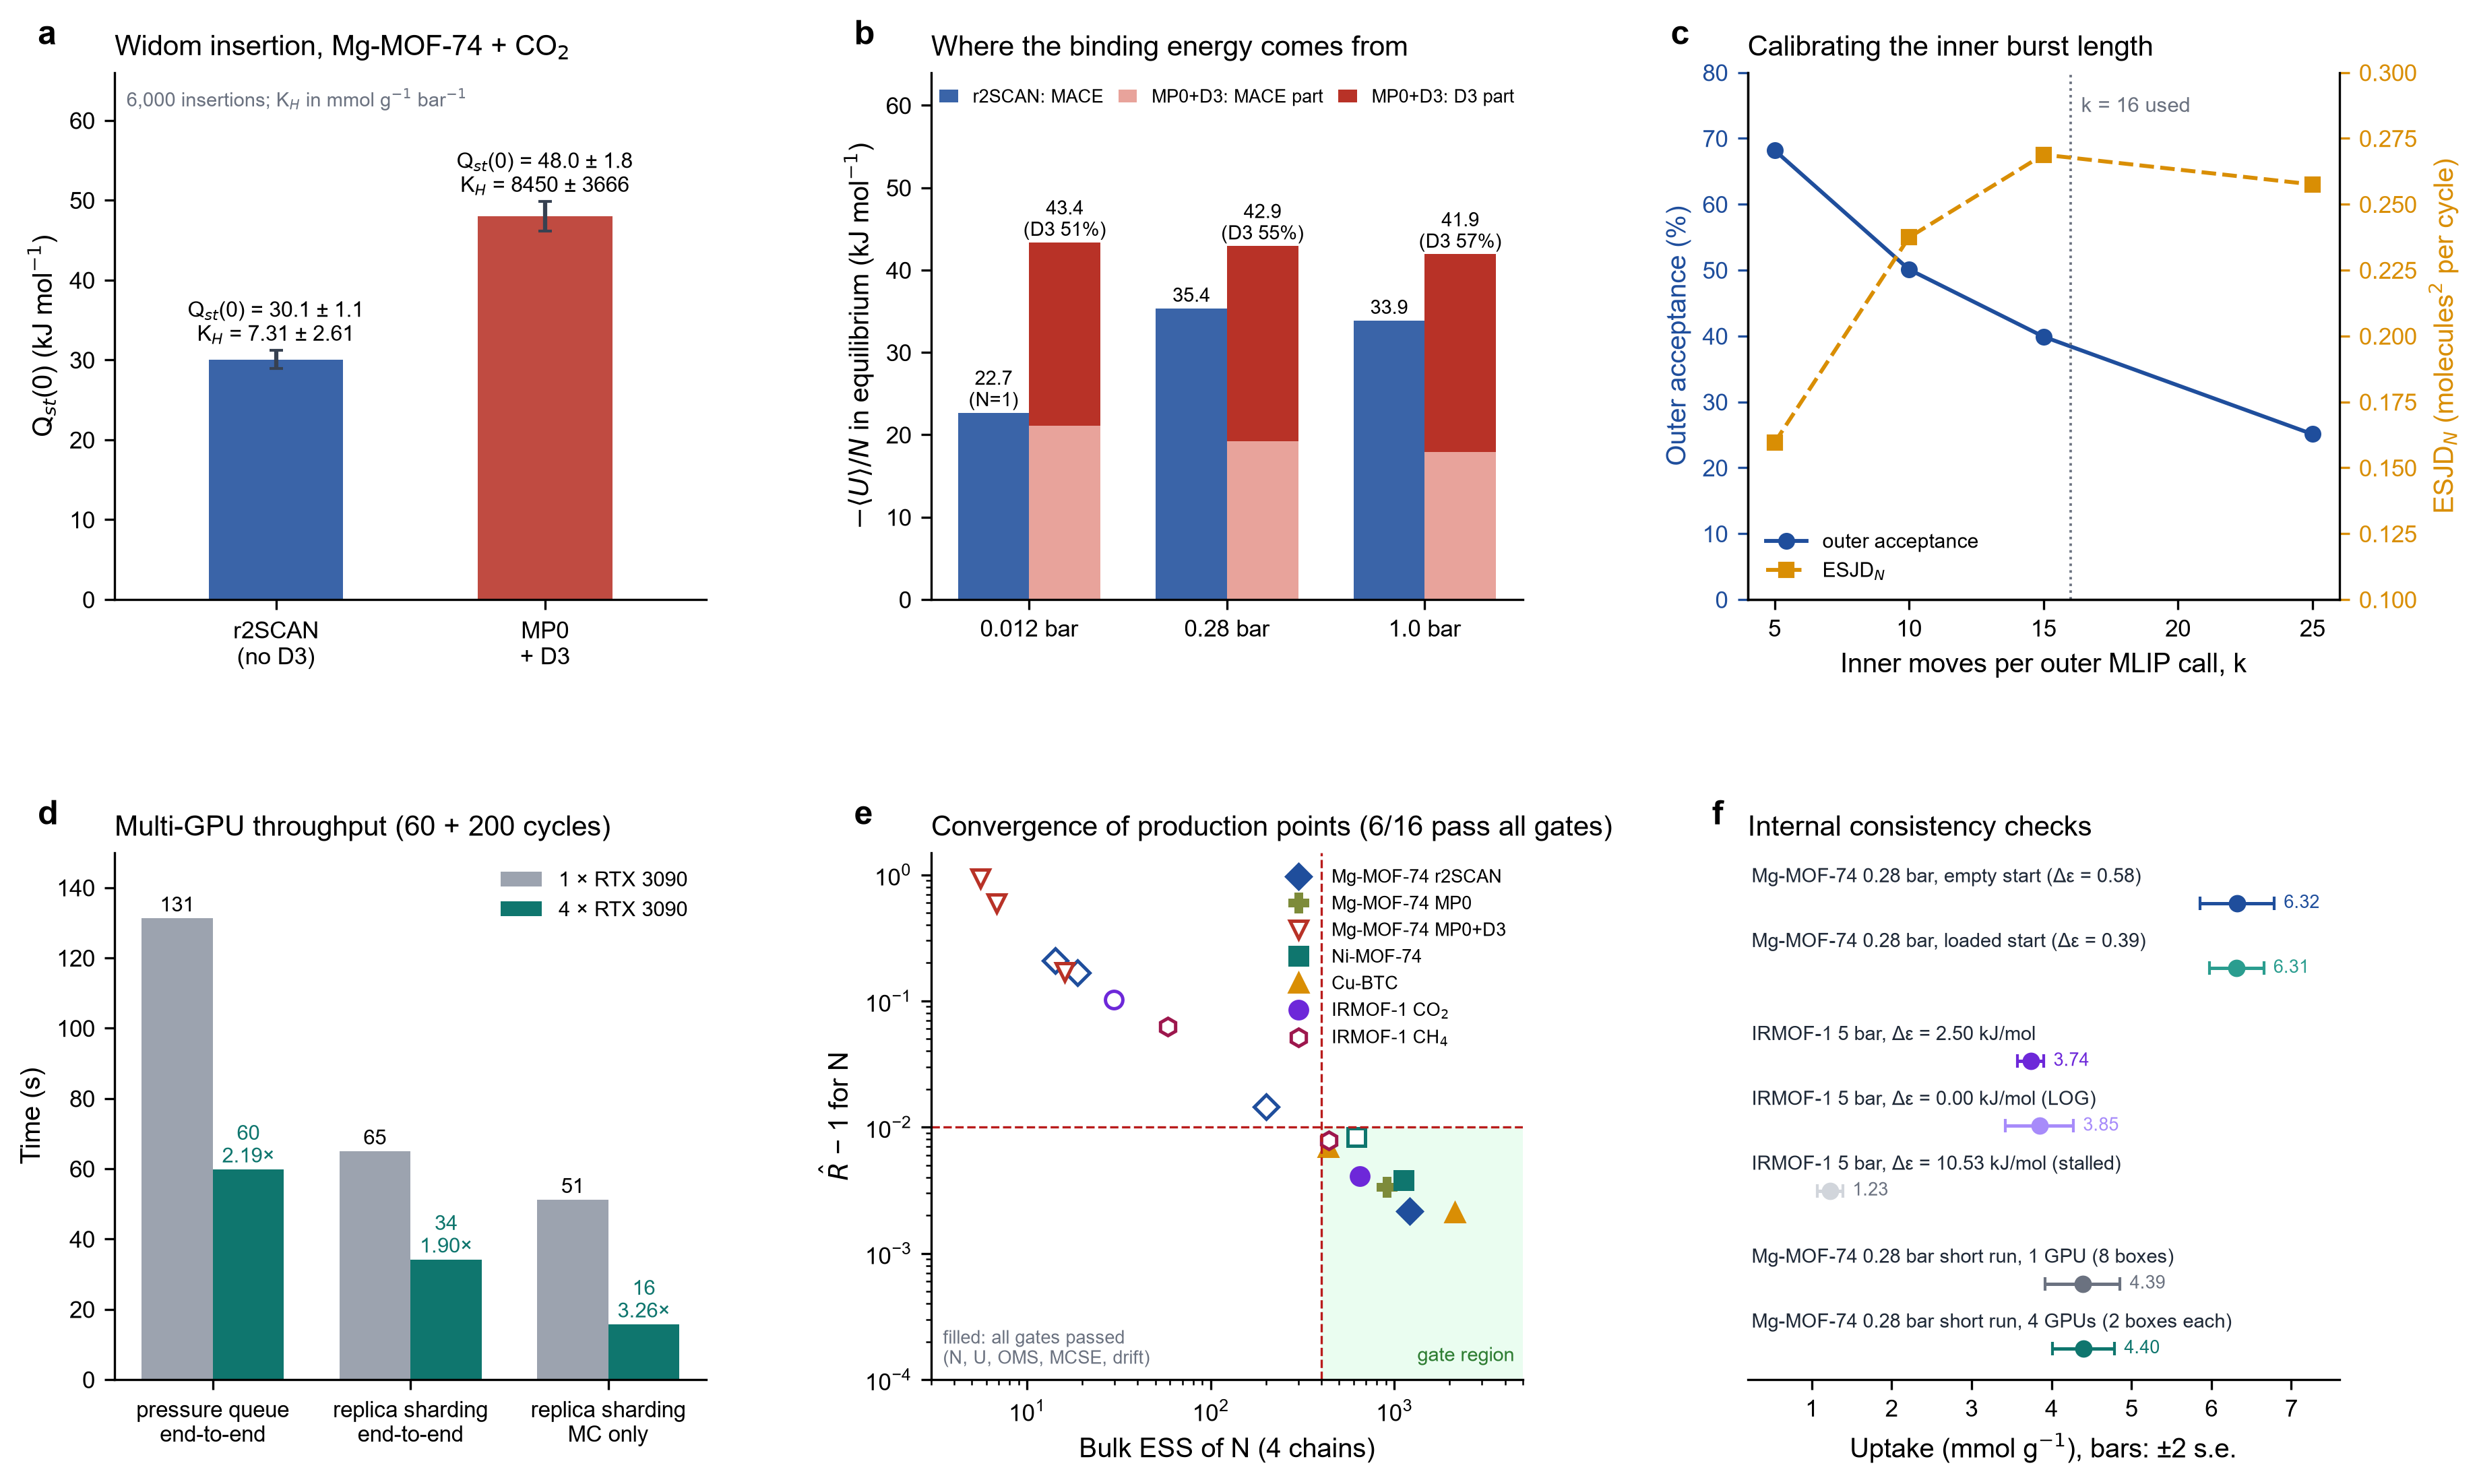 a
Widom insertion, Mg-MOF-74 + CO₂
6,000 insertions; K_H in mmol g⁻¹ bar⁻¹
Q_st(0) (kJ mol⁻¹)
60
50
40
30
20
10
0
Q_st(0) = 30.1 ± 1.1
K_H = 7.31 ± 2.61
Q_st(0) = 48.0 ± 1.8
K_H = 8450 ± 3666
r2SCAN
(no D3)
MP0
+ D3
b
Where the binding energy comes from
r2SCAN: MACE
MP0+D3: MACE part
MP0+D3: D3 part
−⟨U⟩/N in equilibrium (kJ mol⁻¹)
60
50
40
30
20
10
0
22.7
(N=1)
43.4
(D3 51%)
35.4
42.9
(D3 55%)
33.9
41.9
(D3 57%)
0.012 bar
0.28 bar
1.0 bar
c
Calibrating the inner burst length
Outer acceptance (%)
80
70
60
50
40
30
20
10
0
k = 16 used
outer acceptance
ESJD_N
0.300
0.275
0.250
0.225
0.200
0.175
0.150
0.125
0.100
ESJD_N (molecules² per cycle)
5
10
15
20
25
Inner moves per outer MLIP call, k
d
Multi-GPU throughput (60 + 200 cycles)
1 × RTX 3090
4 × RTX 3090
Time (s)
140
120
100
80
60
40
20
0
131
60
2.19×
65
34
1.90×
51
16
3.26×
pressure queue
end-to-end
replica sharding
end-to-end
replica sharding
MC only
e
Convergence of production points (6/16 pass all gates)
R̂ − 1 for N
10⁰
10⁻¹
10⁻²
10⁻³
10⁻⁴
Mg-MOF-74 r2SCAN
Mg-MOF-74 MP0
Mg-MOF-74 MP0+D3
Ni-MOF-74
Cu-BTC
IRMOF-1 CO₂
IRMOF-1 CH₄
filled: all gates passed
(N, U, OMS, MCSE, drift)
gate region
10¹
10²
10³
Bulk ESS of N (4 chains)
f
Internal consistency checks
Mg-MOF-74 0.28 bar, empty start (Δε = 0.58)
6.32
Mg-MOF-74 0.28 bar, loaded start (Δε = 0.39)
6.31
IRMOF-1 5 bar, Δε = 2.50 kJ/mol
3.74
IRMOF-1 5 bar, Δε = 0.00 kJ/mol (LOG)
3.85
IRMOF-1 5 bar, Δε = 10.53 kJ/mol (stalled)
1.23
Mg-MOF-74 0.28 bar short run, 1 GPU (8 boxes)
4.39
Mg-MOF-74 0.28 bar short run, 4 GPUs (2 boxes each)
4.40
1
2
3
4
5
6
7
Uptake (mmol g⁻¹), bars: ±2 s.e.